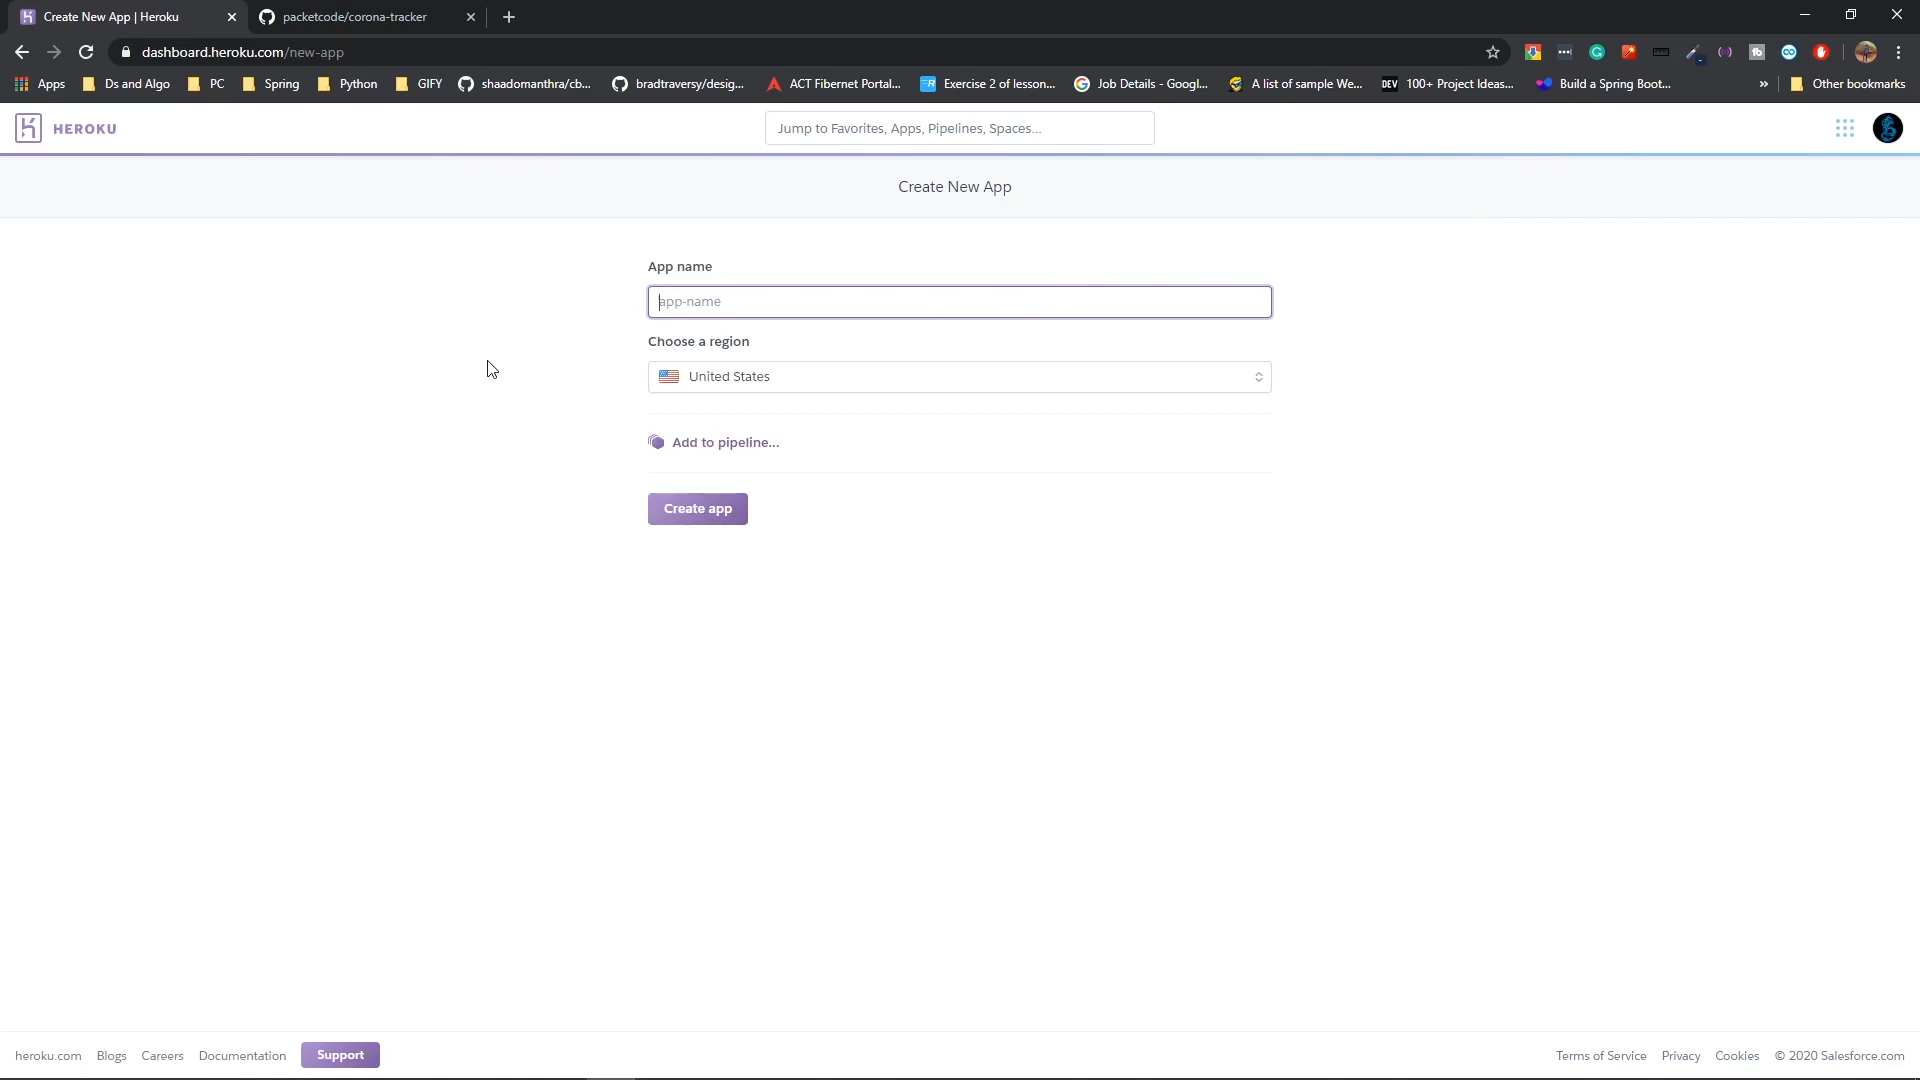 Create New App | Heroku
packetcode/corona-tracker
dashboard.heroku.com/new-app
Apps
Ds and Algo
PC
Spring
Python
GIFY
shaadomanthra/cb...
bradtraversy/desig...
ACT Fibernet Portal...
Exercise 2 of lesson...
Job Details - Googl...
A list of sample We...
DEV
100+ Project Ideas...
Build a Spring Boot...
»
Other bookmarks
HEROKU
Jump to Favorites, Apps, Pipelines, Spaces...
Create New App
App name
app-name
Choose a region
United States
Add to pipeline...
Create app
heroku.com
Blogs
Careers
Documentation
Support
Terms of Service
Privacy
Cookies
© 2020 Salesforce.com